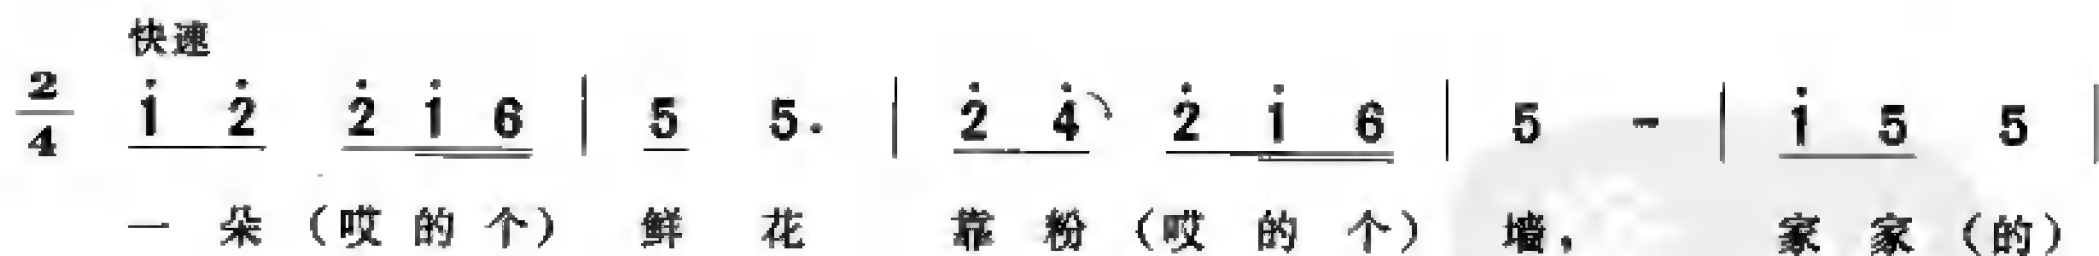 快速
2/4 1̇ 2̇ 2̇ 1̇ 6 | 5 5. | 2̇ 4̇ 2̇ 1̇ 6 | 5 - | 1̇ 5 5 |
一 朵 （哎 的 个） 鲜 花 靠 粉 （哎 的 个） 墙， 家 家 （的）